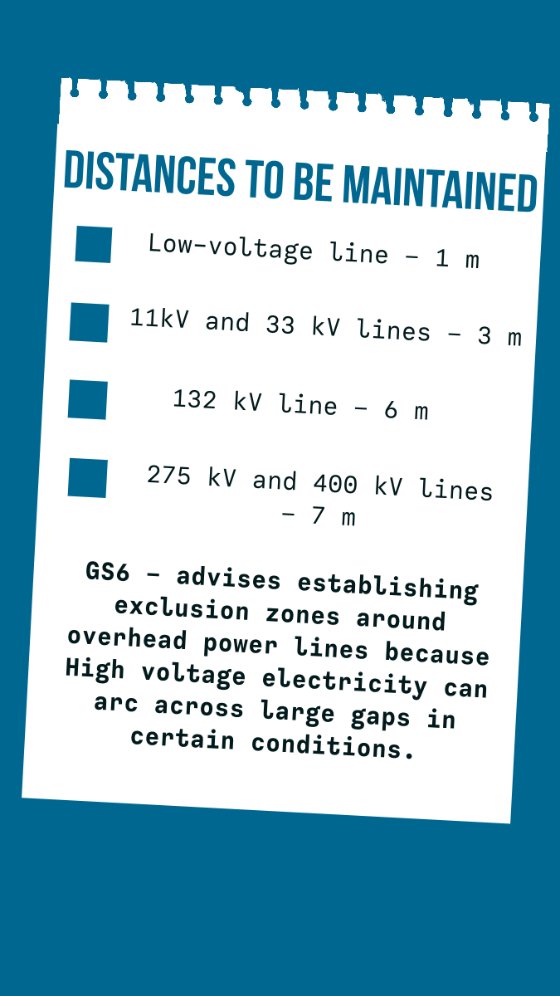 DISTANCES TO BE MAINTAINED
Low-voltage line – 1 m
11kV and 33 kV lines – 3 m
132 kV line – 6 m
275 kV and 400 kV lines
– 7 m
GS6 – advises establishing
exclusion zones around
overhead power lines because
High voltage electricity can
arc across large gaps in
certain conditions.